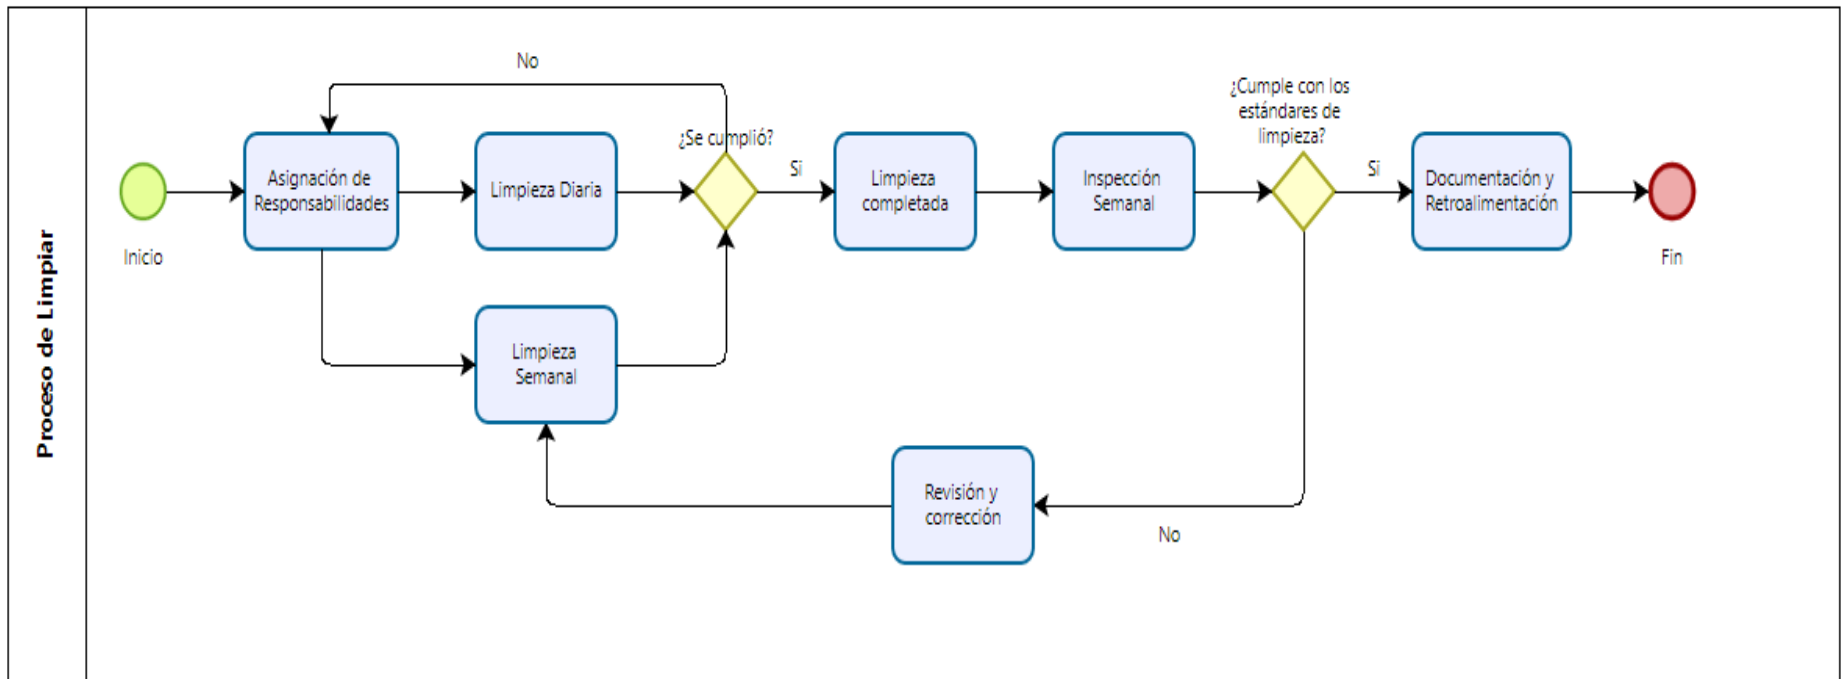 Proceso de Limpiar
Inicio
Asignación de
Responsabilidades
No
Limpieza Diaria
Limpieza
Semanal
¿Se cumplió?
Si
Limpieza
completada
Inspección
Semanal
¿Cumple con los
estándares de
limpieza?
Si
No
Revisión y
corrección
Documentación y
Retroalimentación
Fin